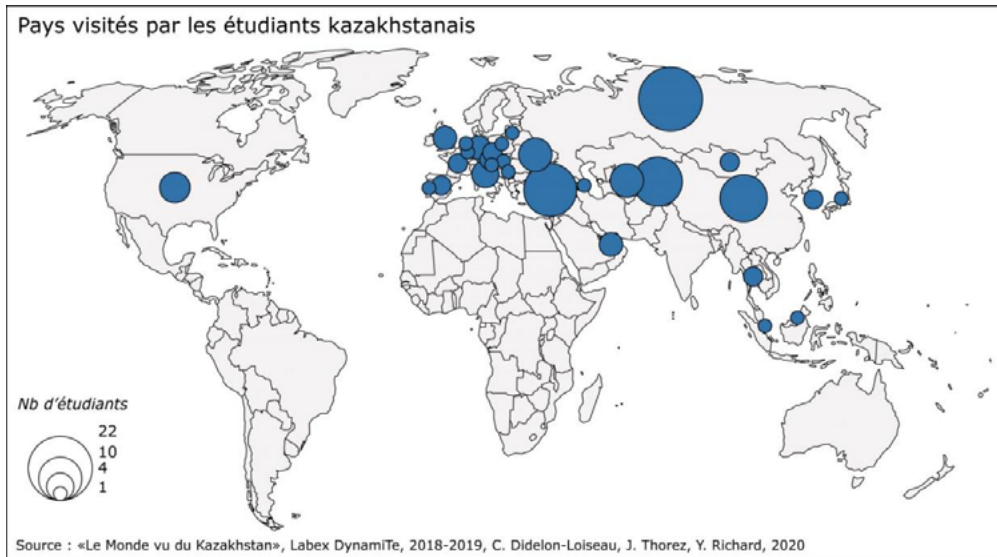 Pays visités par les étudiants kazakhstanais
Nb d'étudiants
22
10
4
1
Source : «Le Monde vu du Kazakhstan», Labex DynamiTe, 2018-2019, C. Didelon-Loiseau, J. Thorez, Y. Richard, 2020